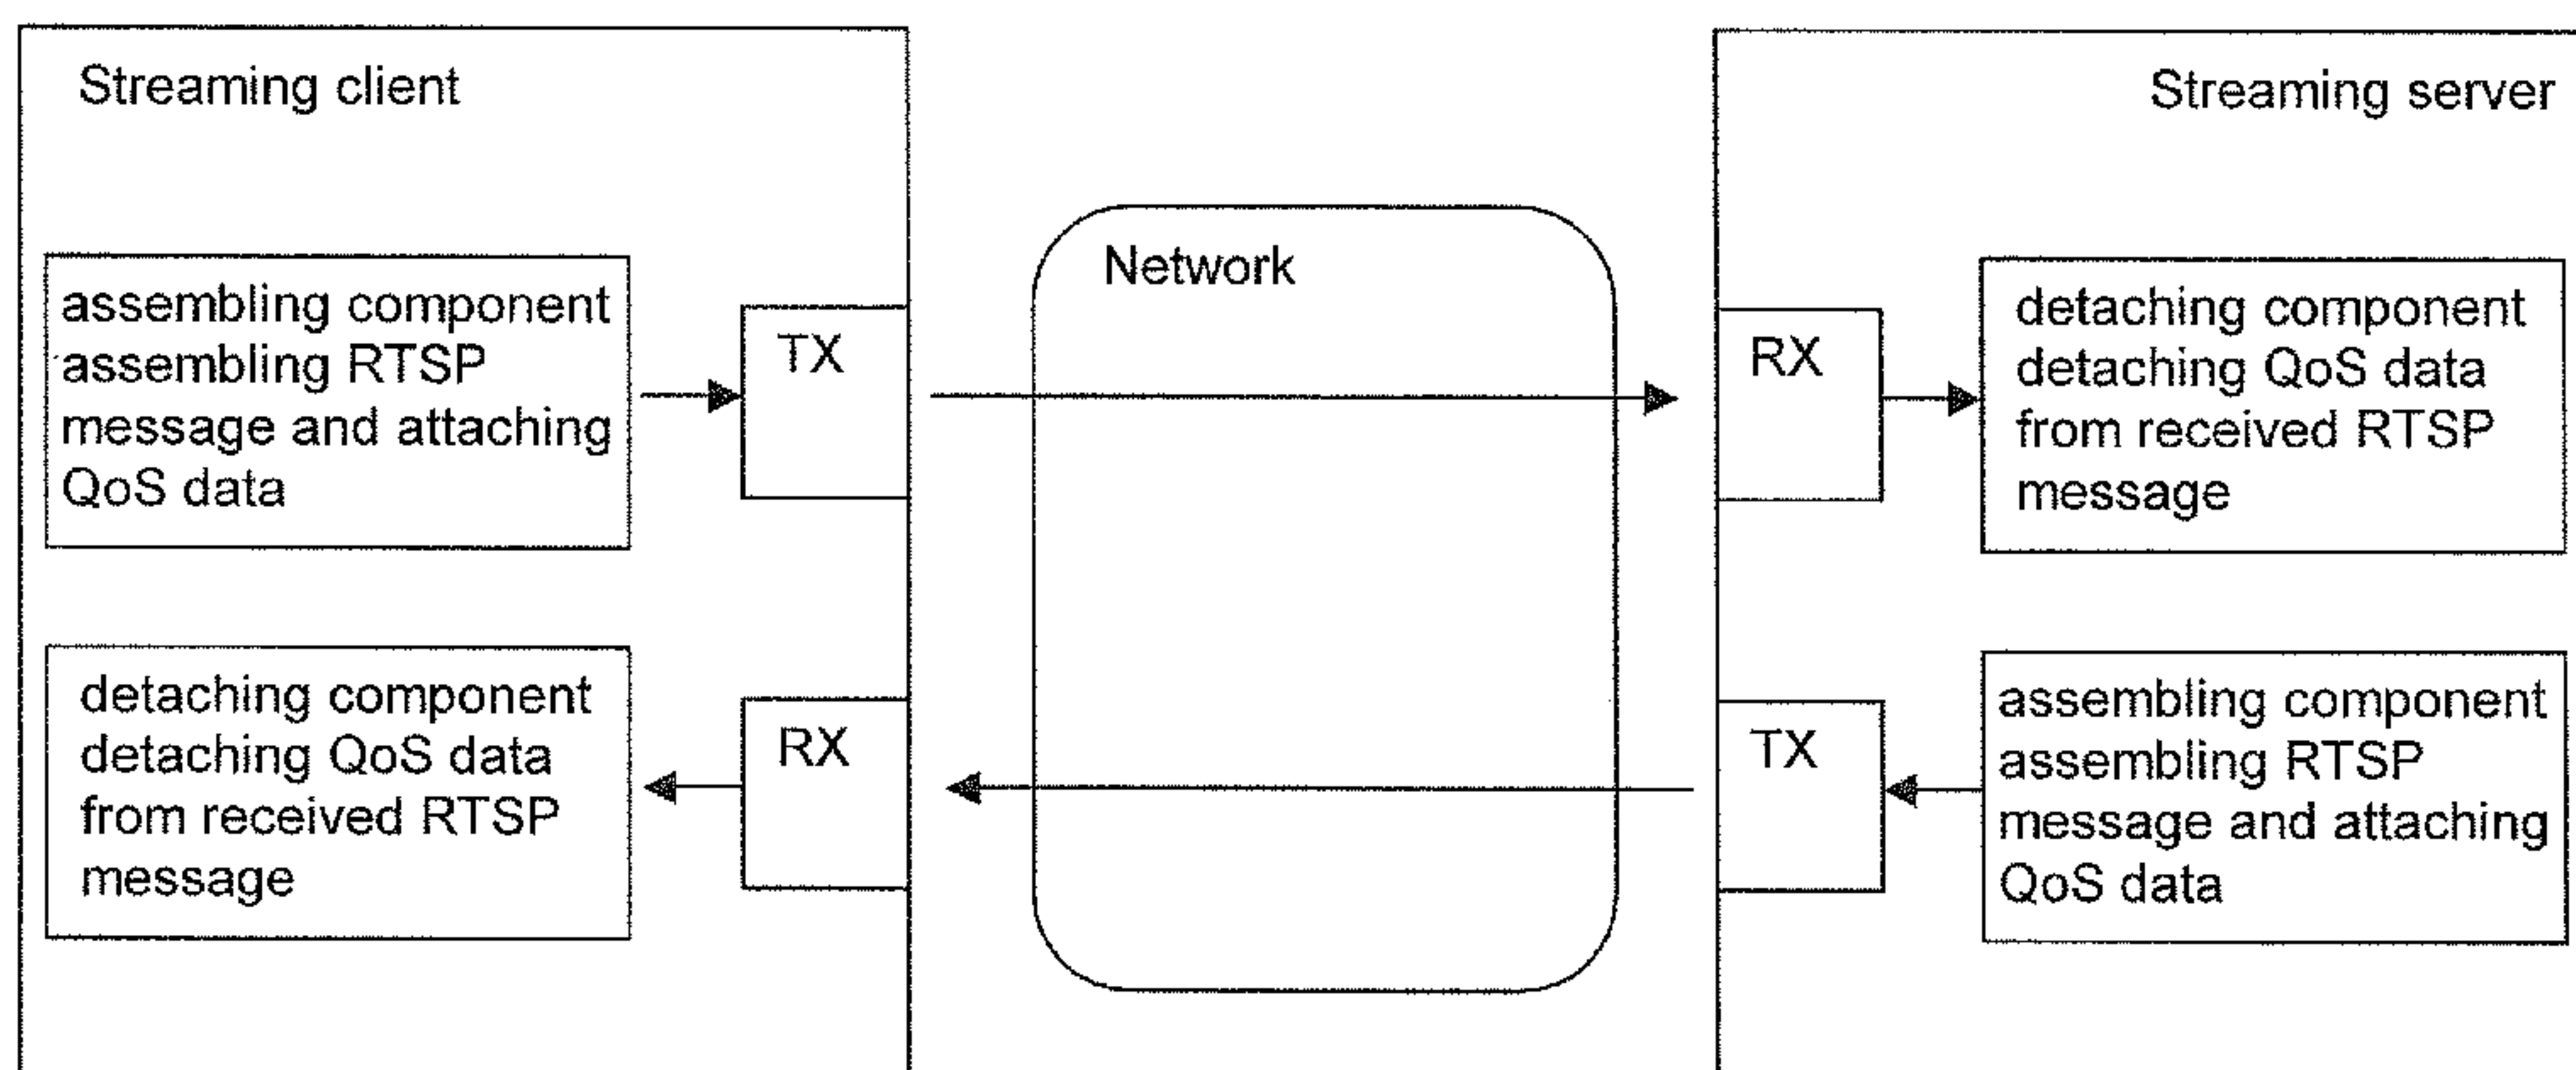 Streaming client
Streaming server
Network
assembling component
assembling RTSP
message and attaching
QoS data
TX
RX
detaching component
detaching QoS data
from received RTSP
message
detaching component
detaching QoS data
from received RTSP
message
RX
TX
assembling component
assembling RTSP
message and attaching
QoS data